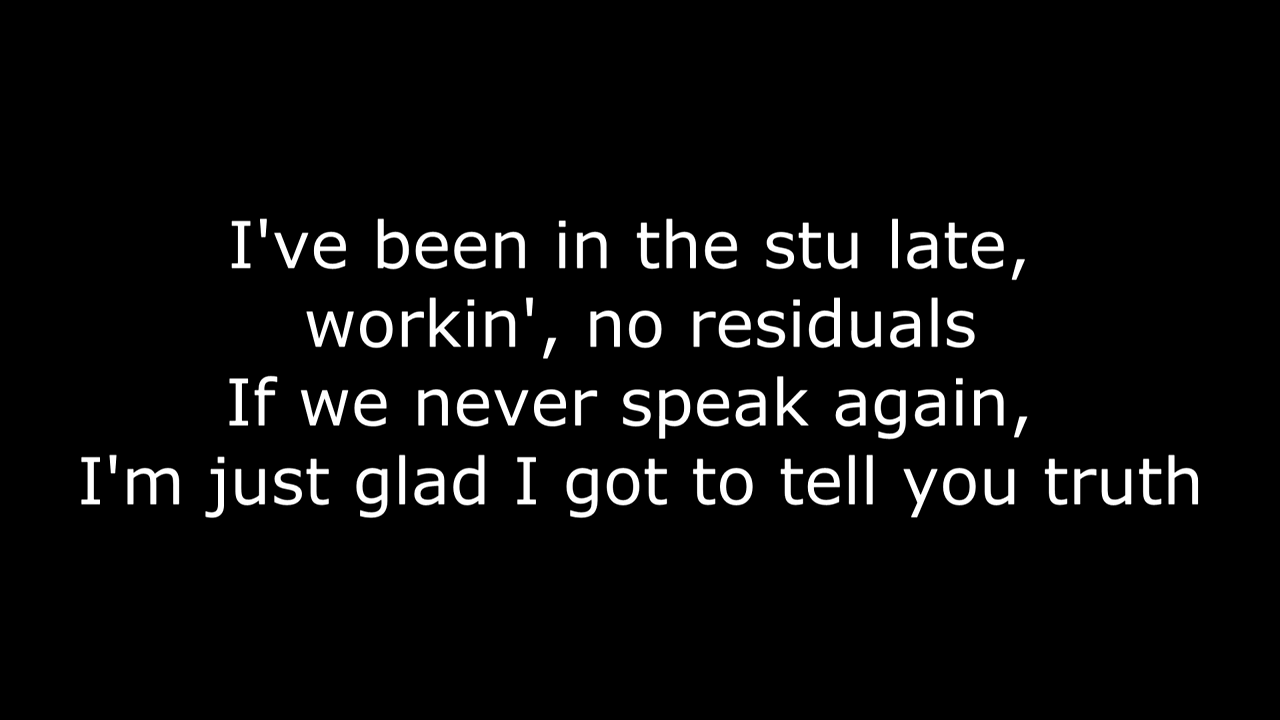 I've been in the stu late,
workin', no residuals
If we never speak again,
I'm just glad I got to tell you truth